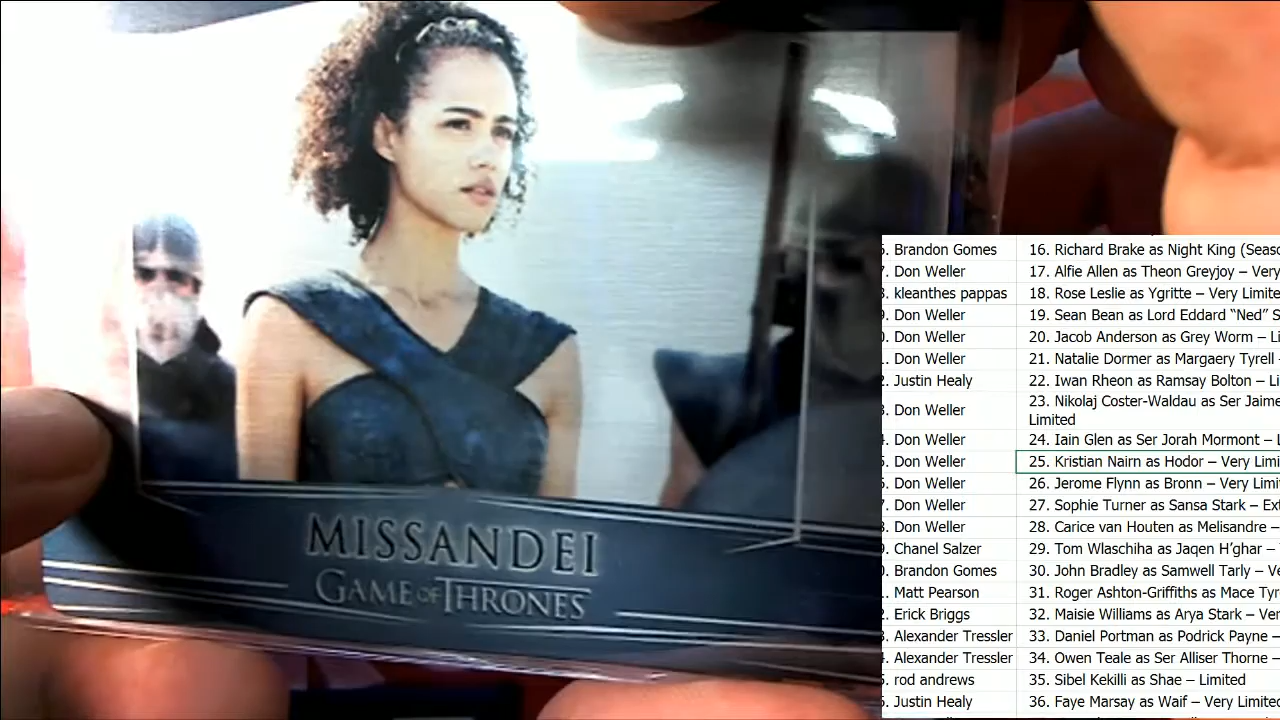 MISSANDEI
GAME OF THRONES
Brandon Gomes 16. Richard Brake as Night King (Seaso
7. Don Weller 17. Alfie Allen as Theon Greyjoy – Very
kleanthes pappas 18. Rose Leslie as Ygritte – Very Limite
Don Weller 19. Sean Bean as Lord Eddard “Ned” S
Don Weller 20. Jacob Anderson as Grey Worm – Li
Don Weller 21. Natalie Dormer as Margaery Tyrell
Justin Healy 22. Iwan Rheon as Ramsay Bolton – Li
Don Weller 23. Nikolaj Coster-Waldau as Ser Jaime
Limited
Don Weller 24. Iain Glen as Ser Jorah Mormont – L
Don Weller 25. Kristian Nairn as Hodor – Very Limi
Don Weller 26. Jerome Flynn as Bronn – Very Limit
7. Don Weller 27. Sophie Turner as Sansa Stark – Ext
Don Weller 28. Carice van Houten as Melisandre –
Chanel Salzer 29. Tom Wlaschiha as Jaqen H’ghar –
Brandon Gomes 30. John Bradley as Samwell Tarly – Ve
Matt Pearson 31. Roger Ashton-Griffiths as Mace Tyr
Erick Briggs 32. Maisie Williams as Arya Stark – Ver
Alexander Tressler 33. Daniel Portman as Podrick Payne –
Alexander Tressler 34. Owen Teale as Ser Alliser Thorne –
rod andrews 35. Sibel Kekilli as Shae – Limited
Justin Healy 36. Faye Marsay as Waif – Very Limited